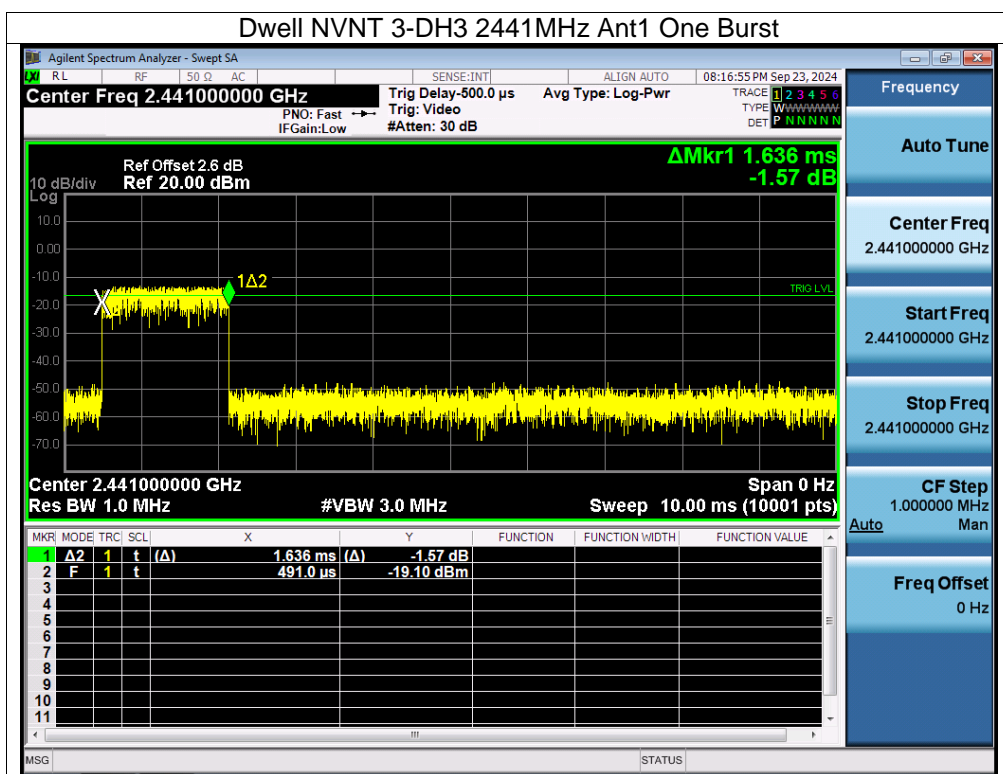 Dwell NVNT 3-DH3 2441MHz Ant1 One Burst
Agilent Spectrum Analyzer - Swept SA
LXI RL RF 50 Ω AC SENSE:INT ALIGN AUTO 08:16:55 PM Sep 23, 2024
Center Freq 2.441000000 GHz
PNO: Fast
IFGain:Low
Trig Delay-500.0 µs
Trig: Video
#Atten: 30 dB
Avg Type: Log-Pwr
TRACE 1 2 3 4 5 6
TYPE WWWWWWW
DET P N N N N N
Frequency
Auto Tune
Center Freq
2.441000000 GHz
Start Freq
2.441000000 GHz
Stop Freq
2.441000000 GHz
CF Step
1.000000 MHz
Auto Man
Freq Offset
0 Hz
ΔMkr1 1.636 ms
-1.57 dB
Ref Offset 2.6 dB
10 dB/div Ref 20.00 dBm
Log
10.0
0.00
-10.0
-20.0
-30.0
-40.0
-50.0
-60.0
-70.0
1Δ2
TRIG LVL
Center 2.441000000 GHz Span 0 Hz
Res BW 1.0 MHz #VBW 3.0 MHz Sweep 10.00 ms (10001 pts)
MKR MODE TRC SCL X Y FUNCTION FUNCTION WIDTH FUNCTION VALUE
1 Δ2 1 t (Δ) 1.636 ms (Δ) -1.57 dB
2 F 1 t 491.0 µs -19.10 dBm
3
4
5
6
7
8
9
10
11
MSG STATUS